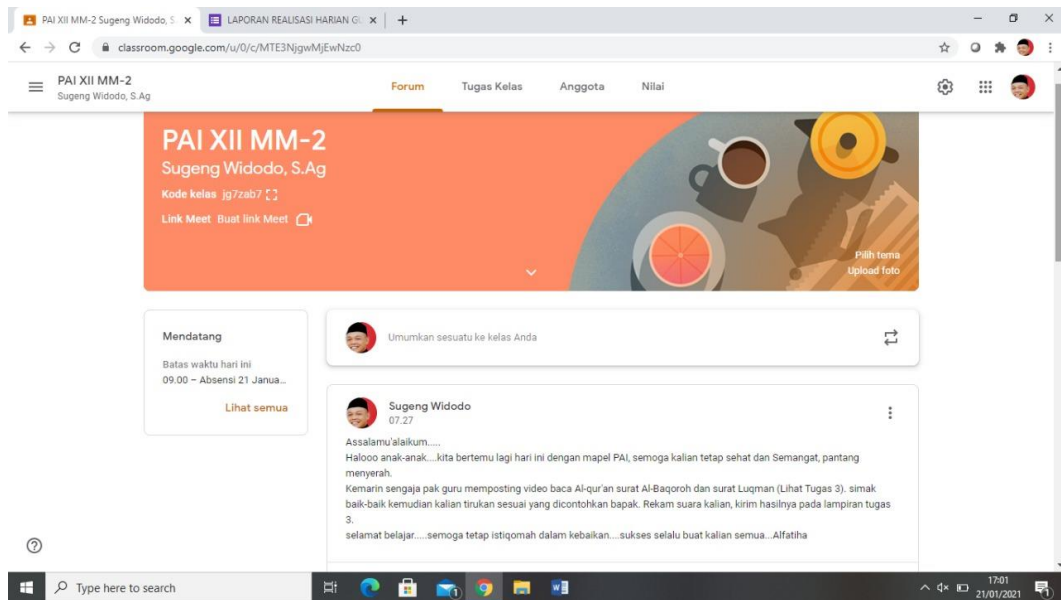 PAI XII MM-2 Sugeng Widodo, S
LAPORAN REALISASI HARIAN GU
classroom.google.com/u/0/c/MTE3NjgwMjEwNzc0
PAI XII MM-2
Sugeng Widodo, S.Ag
Forum
Tugas Kelas
Anggota
Nilai
PAI XII MM-2
Sugeng Widodo, S.Ag
Kode kelas jg7zab7
Link Meet Buat link Meet
Pilih tema
Upload foto
Mendatang
Batas waktu hari ini
09.00 – Absensi 21 Janua...
Lihat semua
Umumkan sesuatu ke kelas Anda
Sugeng Widodo
07.27
Assalamu'alaikum.....
Halooo anak-anak....kita bertemu lagi hari ini dengan mapel PAI, semoga kalian tetap sehat dan Semangat, pantang
menyerah.
Kemarin sengaja pak guru memposting video baca Al-qur'an surat Al-Baqoroh dan surat Luqman (Lihat Tugas 3). simak
baik-baik kemudian kalian tirukan sesuai yang dicontohkan bapak. Rekam suara kalian, kirim hasilnya pada lampiran tugas
3.
selamat belajar.....semoga tetap istiqomah dalam kebaikan....sukses selalu buat kalian semua...Alfatiha
Type here to search
17:01
21/01/2021